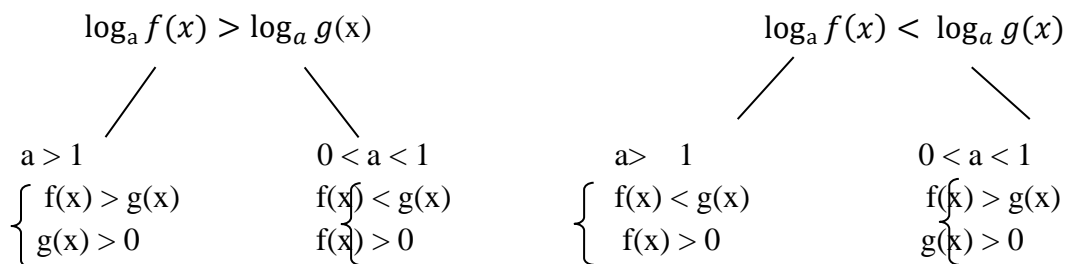 logₐ f(x) > logₐ g(x) logₐ f(x) < logₐ g(x)
a > 1 0 < a < 1 a> 1 0 < a < 1
f(x) > g(x) f(x) < g(x) f(x) < g(x) f(x) > g(x)
g(x) > 0 f(x) > 0 f(x) > 0 g(x) > 0